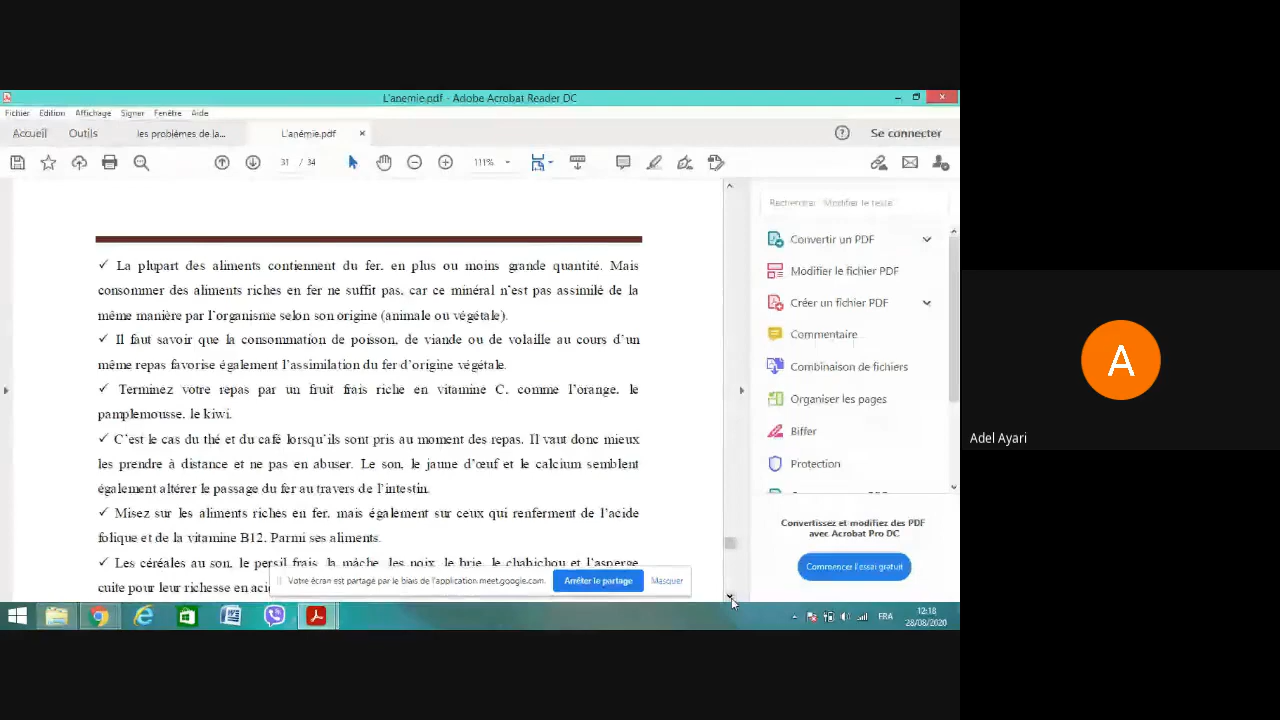 L'anemie.pdf - Adobe Acrobat Reader DC
Fichier Edition Affichage Signer Fenêtre Aide
Accueil Outils les problèmes de la... L'anémie.pdf × Se connecter
31 / 34 111%
Rechercher Modifier le texte
La plupart des aliments contiennent du fer, en plus ou moins grande quantité. Mais
consommer des aliments riches en fer ne suffit pas, car ce minéral n'est pas assimilé de la
même manière par l'organisme selon son origine (animale ou végétale).
✓ Il faut savoir que la consommation de poisson, de viande ou de volaille au cours d'un
même repas favorise également l'assimilation du fer d'origine végétale.
✓ Terminez votre repas par un fruit frais riche en vitamine C, comme l'orange, le
pamplemousse, le kiwi.
✓ C'est le cas du thé et du café lorsqu'ils sont pris au moment des repas. Il vaut donc mieux
les prendre à distance et ne pas en abuser. Le son, le jaune d'œuf et le calcium semblent
également altérer le passage du fer au travers de l'intestin.
✓ Misez sur les aliments riches en fer, mais également sur ceux qui renferment de l'acide
folique et de la vitamine B12. Parmi ses aliments.
✓ Les céréales au son, le persil frais, la mâche, les noix, le brie, le chabichou et l'asperge
cuite pour leur richesse en aci
Convertir un PDF
Modifier le fichier PDF
Créer un fichier PDF
Commentaire
Combinaison de fichiers
Organiser les pages
Biffer
Protection
Convertissez et modifiez des PDF
avec Acrobat Pro DC
Commencer l'essai gratuit
Votre écran est partagé par le biais de l'application meet.google.com. Arrêter le partage Masquer
FRA
12:18
28/08/2020
A
Adel Ayari